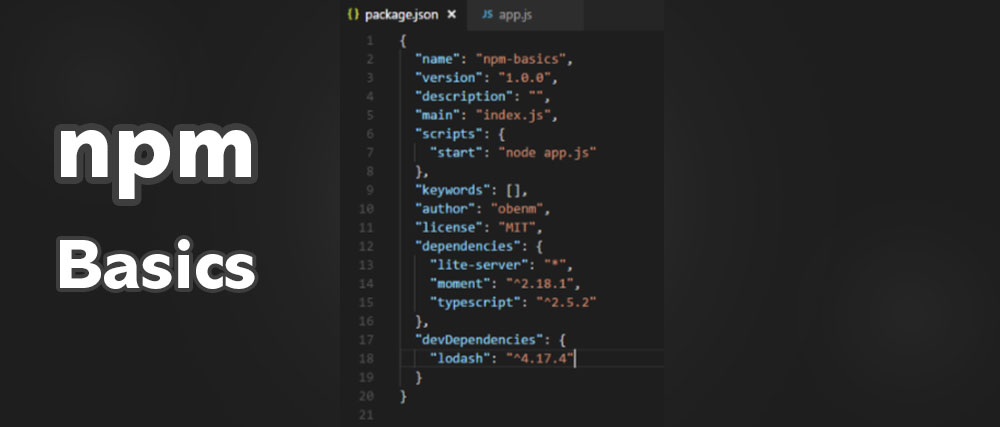 npm
Basics
{} package.json ×
JS app.js
1 {
2 "name": "npm-basics",
3 "version": "1.0.0",
4 "description": "",
5 "main": "index.js",
6 "scripts": {
7 "start": "node app.js"
8 },
9 "keywords": [],
10 "author": "obenm",
11 "license": "MIT",
12 "dependencies": {
13 "lite-server": "*",
14 "moment": "^2.18.1",
15 "typescript": "^2.5.2"
16 },
17 "devDependencies": {
18 "lodash": "^4.17.4"
19 }
20 }
21